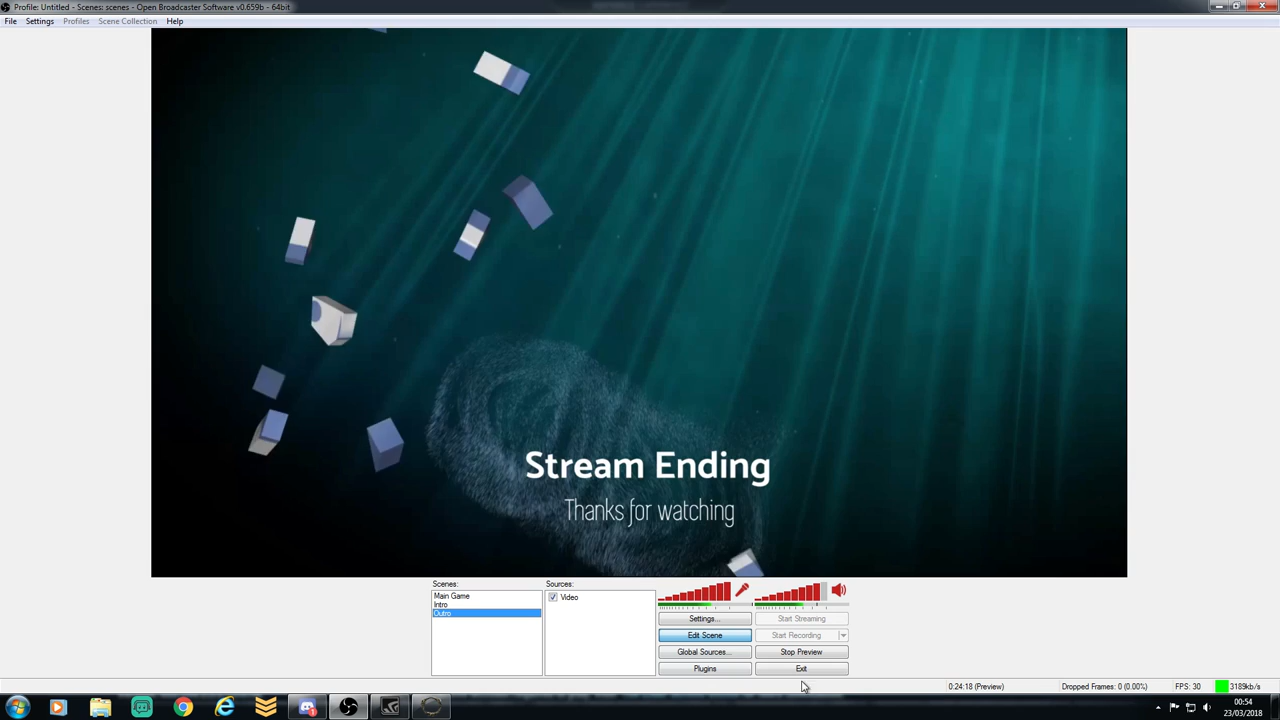 Profile: Untitled - Scenes: scenes - Open Broadcaster Software v0.659b - 64bit
File Settings Profiles Scene Collection Help
Stream Ending
Thanks for watching
Scenes: Sources:
Main Game Video
Intro
Outro
Settings... Start Streaming
Edit Scene Start Recording
Global Sources... Stop Preview
Plugins Exit
0:24:18 (Preview) Dropped Frames: 0 (0.00%) FPS: 30 3189kb/s
00:54
23/03/2018